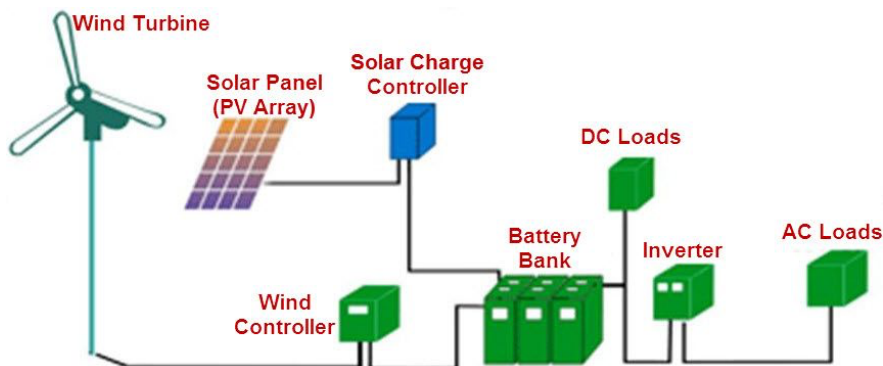 Wind Turbine
Solar Panel
(PV Array)
Solar Charge
Controller
DC Loads
Battery
Bank
Inverter
AC Loads
Wind
Controller